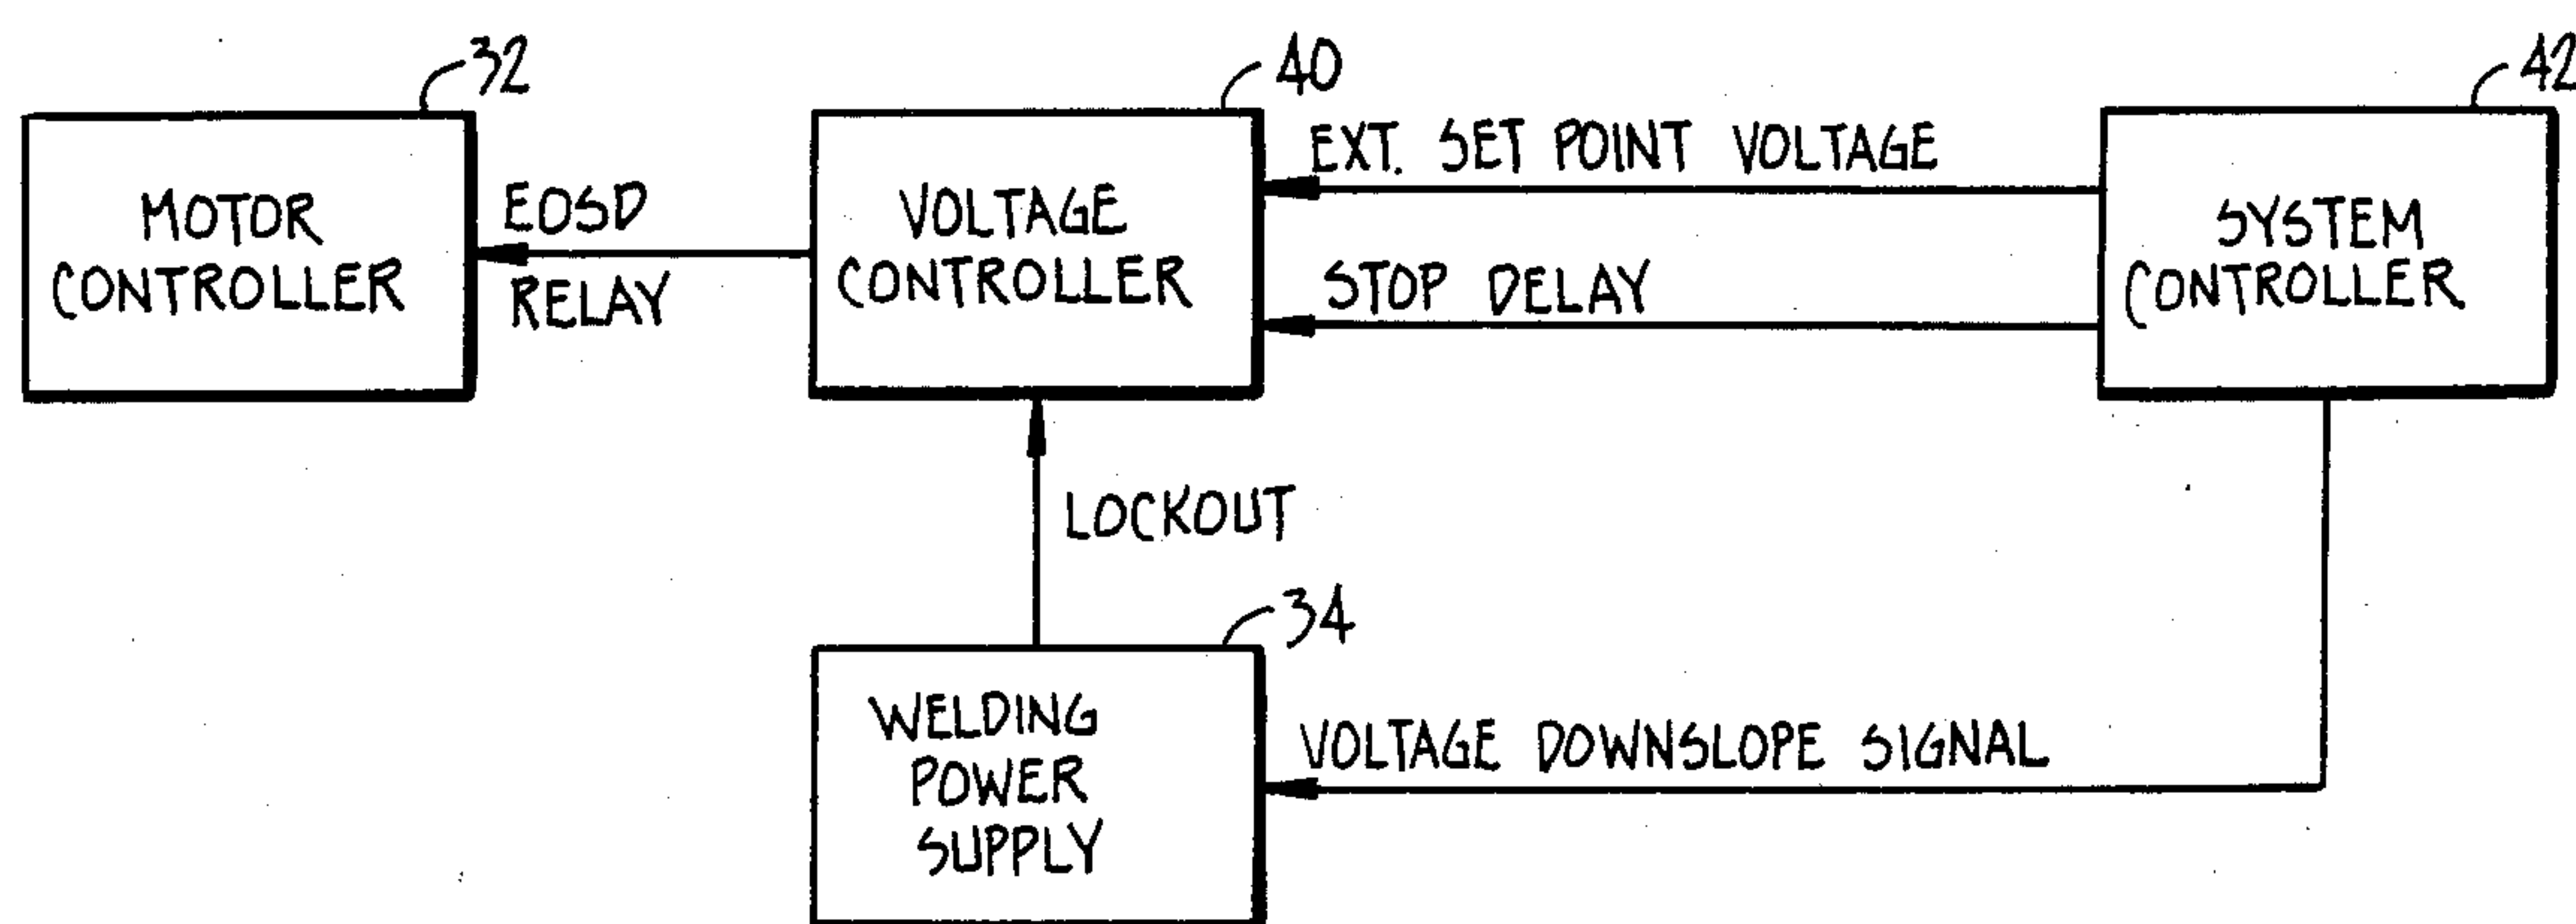 32
40
42
MOTOR
CONTROLLER
EOSD
RELAY
VOLTAGE
CONTROLLER
EXT. SET POINT VOLTAGE
STOP DELAY
SYSTEM
CONTROLLER
LOCKOUT
34
WELDING
POWER
SUPPLY
VOLTAGE DOWNSLOPE SIGNAL